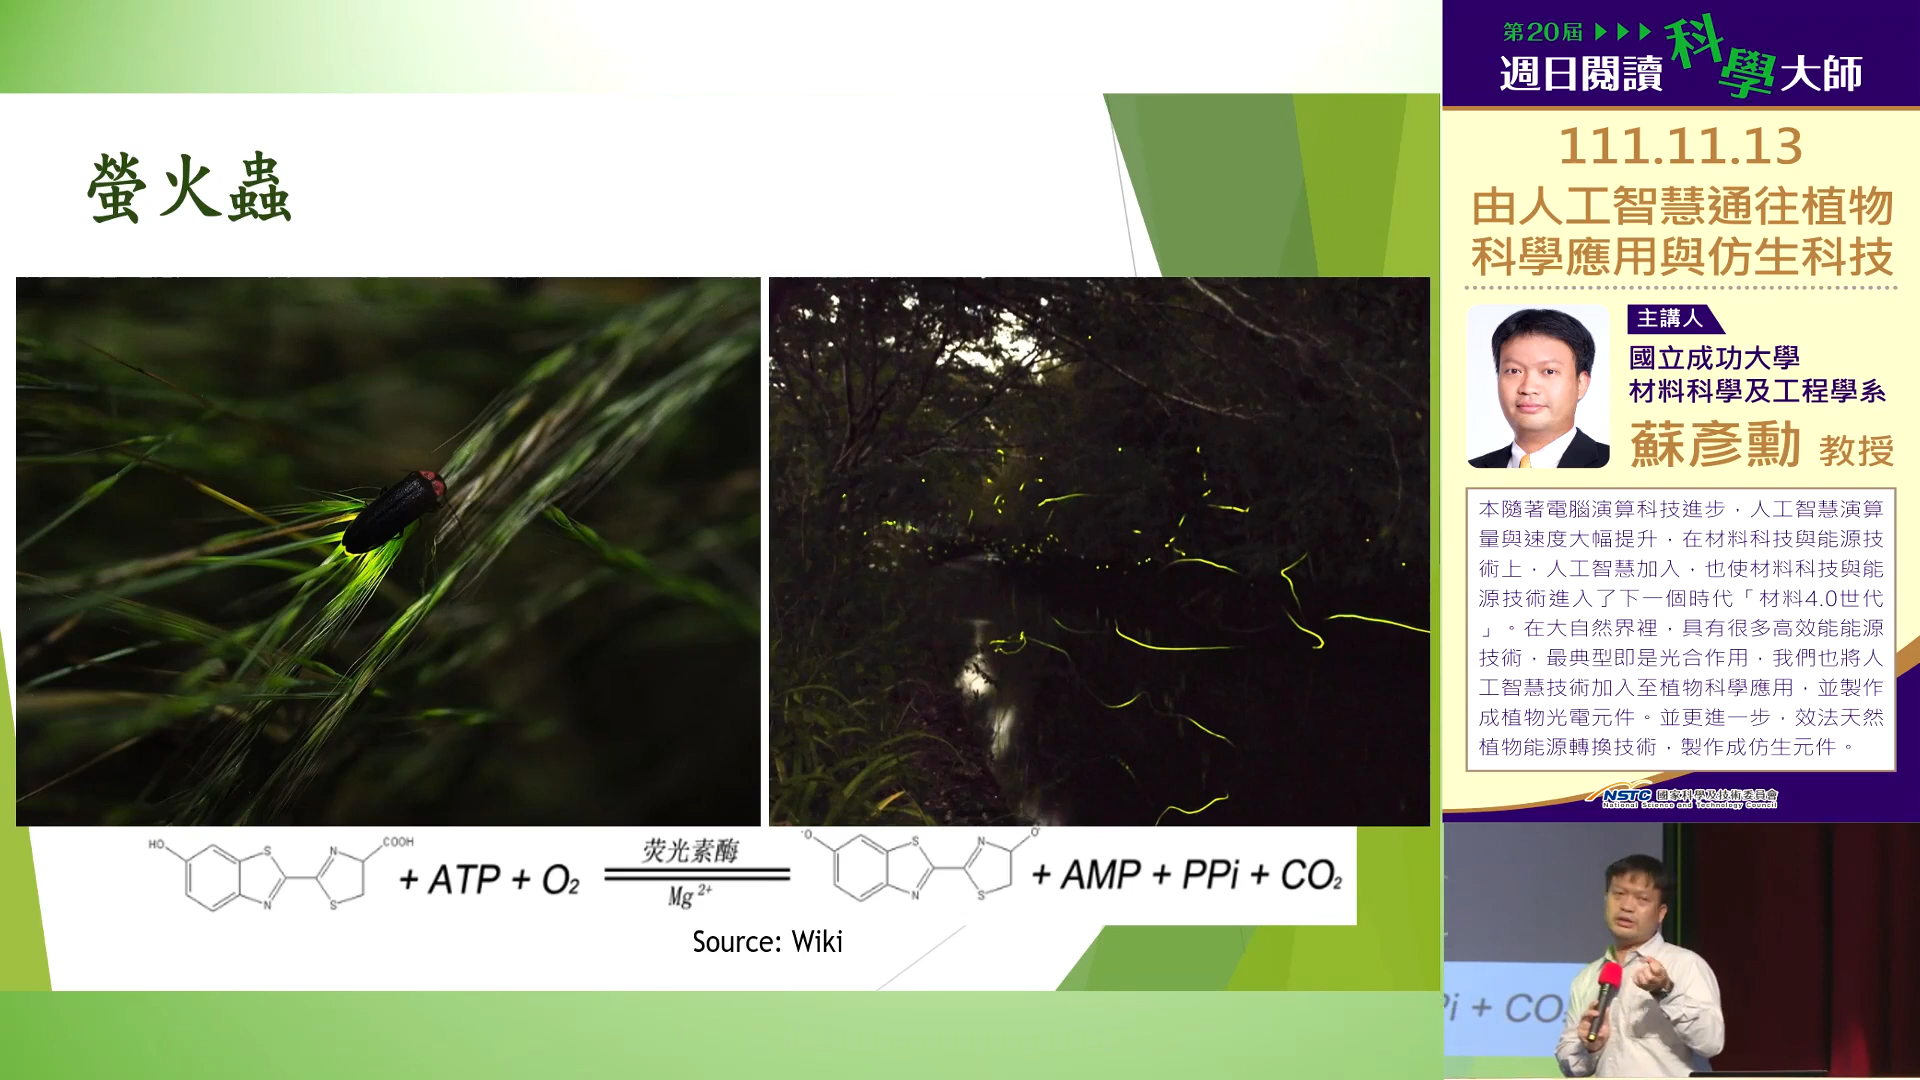 螢火蟲
HO
S
N
N
S
COOH
+ ATP + O₂
荧光素酶
Mg²⁺
⁻O
S
N
N
S
O⁻
+ AMP + PPi + CO₂
Source: Wiki
第20屆
週日閱讀科學大師
111.11.13
由人工智慧通往植物
科學應用與仿生科技
主講人
國立成功大學
材料科學及工程學系
蘇彥勳 教授
本隨著電腦演算科技進步，人工智慧演算
量與速度大幅提升，在材料科技與能源技
術上，人工智慧加入，也使材料科技與能
源技術進入了下一個時代「材料4.0世代
」。在大自然界裡，具有很多高效能能源
技術，最典型即是光合作用，我們也將人
工智慧技術加入至植物科學應用，並製作
成植物光電元件。並更進一步，效法天然
植物能源轉換技術，製作成仿生元件。
NSTC 國家科學及技術委員會
National Science and Technology Council
Pi + CO₂